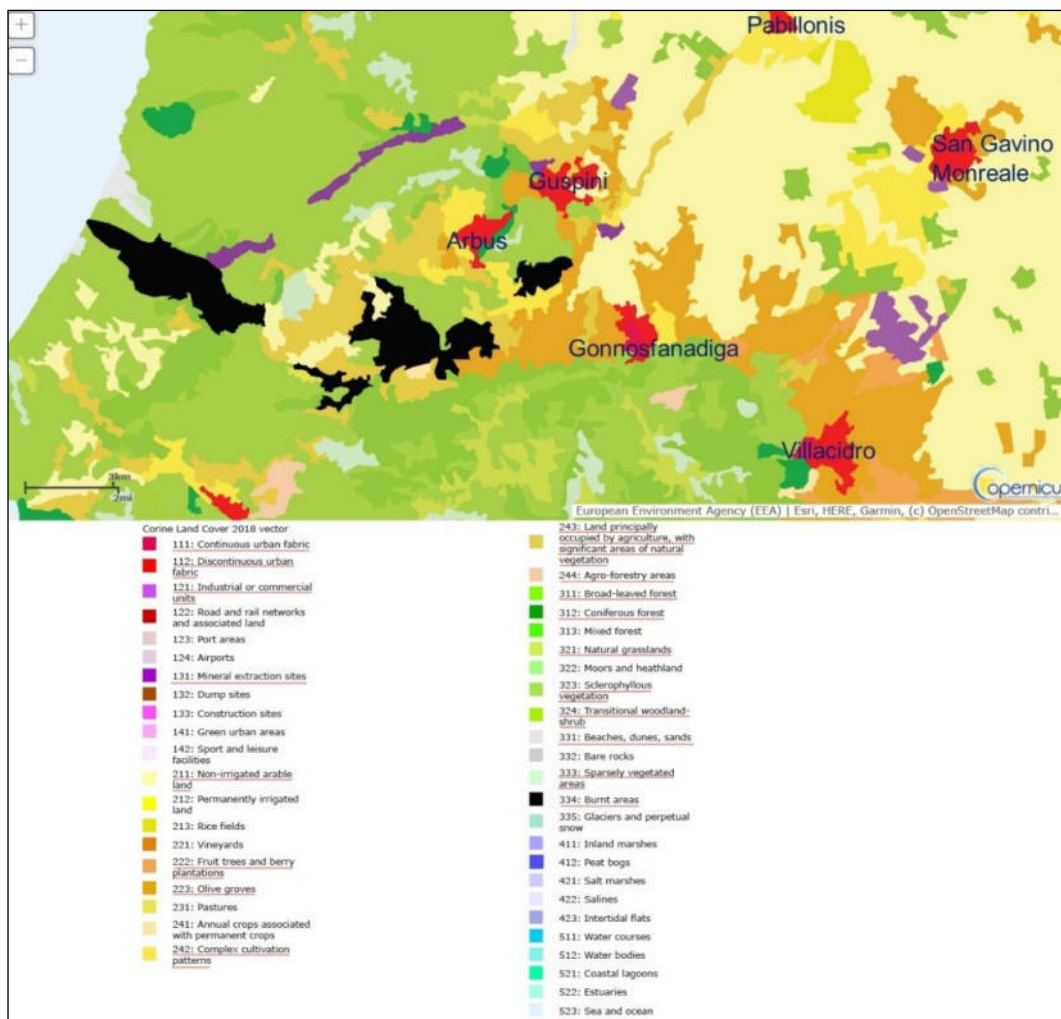 +
−
Pabillonis
San Gavino
Monreale
Guspini
Arbus
Gonnosfanadiga
Villacidro
3km
2mi
opernicu
European Environment Agency (EEA) | Esri, HERE, Garmin, (c) OpenStreetMap contri...
Corine Land Cover 2018 vector
111: Continuous urban fabric
112: Discontinuous urban
fabric
121: Industrial or commercial
units
122: Road and rail networks
and associated land
123: Port areas
124: Airports
131: Mineral extraction sites
132: Dump sites
133: Construction sites
141: Green urban areas
142: Sport and leisure
facilities
211: Non-irrigated arable
land
212: Permanently irrigated
land
213: Rice fields
221: Vineyards
222: Fruit trees and berry
plantations
223: Olive groves
231: Pastures
241: Annual crops associated
with permanent crops
242: Complex cultivation
patterns
243: Land principally
occupied by agriculture, with
significant areas of natural
vegetation
244: Agro-forestry areas
311: Broad-leaved forest
312: Coniferous forest
313: Mixed forest
321: Natural grasslands
322: Moors and heathland
323: Sclerophyllous
vegetation
324: Transitional woodland-
shrub
331: Beaches, dunes, sands
332: Bare rocks
333: Sparsely vegetated
areas
334: Burnt areas
335: Glaciers and perpetual
snow
411: Inland marshes
412: Peat bogs
421: Salt marshes
422: Salines
423: Intertidal flats
511: Water courses
512: Water bodies
521: Coastal lagoons
522: Estuaries
523: Sea and ocean